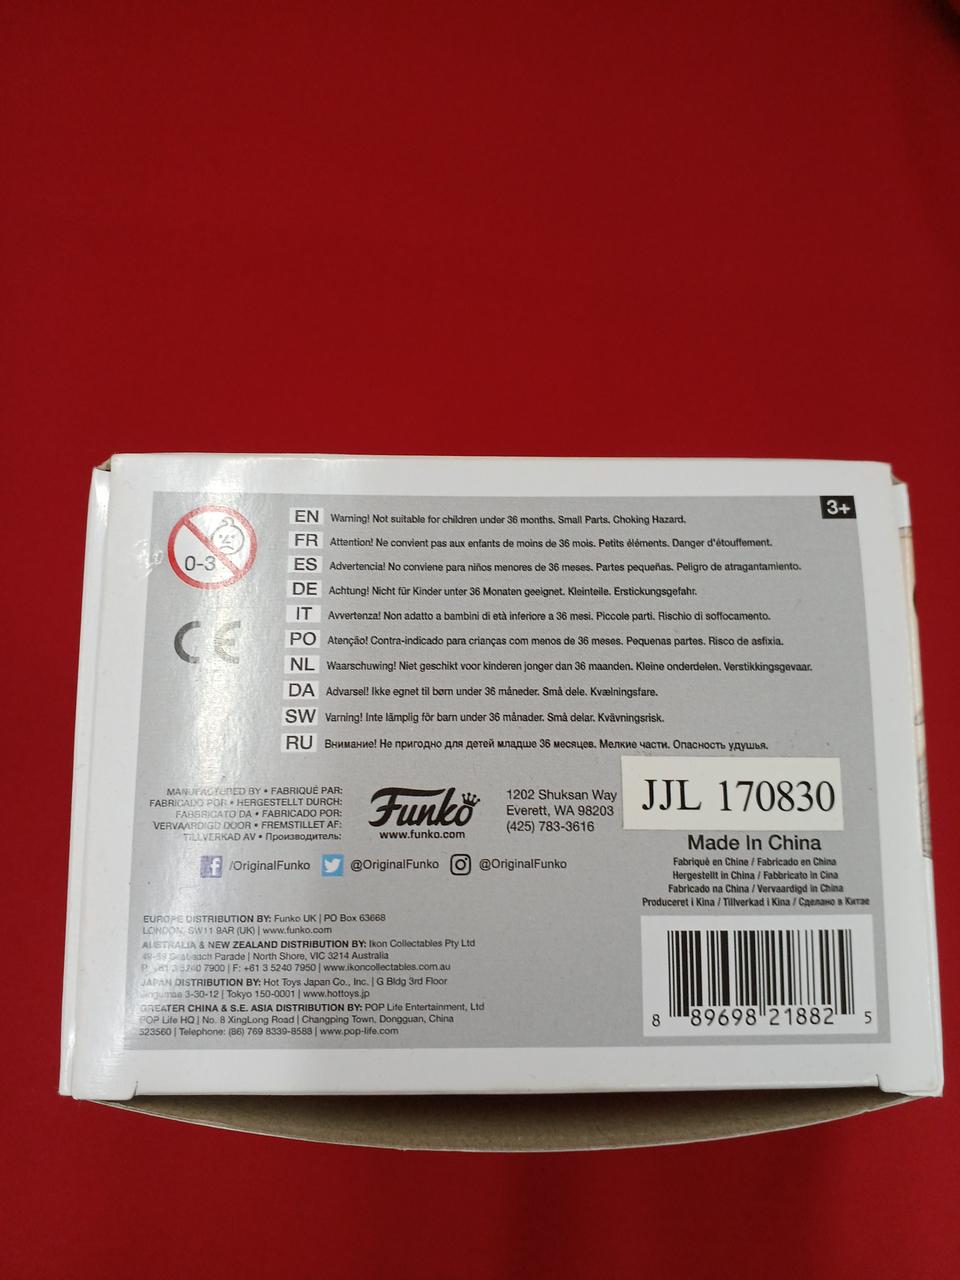 3+
0-3
EN Warning! Not suitable for children under 36 months. Small Parts. Choking Hazard.
FR Attention! Ne convient pas aux enfants de moins de 36 mois. Petits éléments. Danger d'étouffement.
ES Advertencia! No conviene para niños menores de 36 meses. Partes pequeñas. Peligro de atragantamiento.
DE Achtung! Nicht für Kinder unter 36 Monaten geeignet. Kleinteile. Erstickungsgefahr.
IT Avvertenza! Non adatto a bambini di età inferiore a 36 mesi. Piccole parti. Rischio di soffocamento.
CE
PO Atenção! Contra-indicado para crianças com menos de 36 meses. Pequenas partes. Risco de asfixia.
NL Waarschuwing! Niet geschikt voor kinderen jonger dan 36 maanden. Kleine onderdelen. Verstikkingsgevaar.
DA Advarsel! Ikke egnet til børn under 36 måneder. Små dele. Kvælningsfare.
SW Varning! Inte lämplig för barn under 36 månader. Små delar. Kvävningsrisk.
RU Внимание! Не пригодно для детей младше 36 месяцев. Мелкие части. Опасность удушья.
MANUFACTURED BY • FABRIQUÉ PAR:
FABRICADO POR • HERGESTELLT DURCH:
FABBRICATO DA • FABRICADO POR:
VERVAARDIGD DOOR • FREMSTILLET AF:
TILLVERKAD AV • Производитель:
Funko
www.funko.com
1202 Shuksan Way
Everett, WA 98203
(425) 783-3616
JJL 170830
Made In China
Fabriqué en Chine / Fabricado en China
Hergestellt in China / Fabbricato in Cina
Fabricado na China / Vervaardigd in China
Produceret i Kina / Tillverkad i Kina / Сделано в Китае
/OriginalFunko @OriginalFunko @OriginalFunko
EUROPE DISTRIBUTION BY: Funko UK | PO Box 63668
LONDON, SW11 9AR (UK) | www.funko.com
AUSTRALIA & NEW ZEALAND DISTRIBUTION BY: Ikon Collectables Pty Ltd
Parade | North Shore, VIC 3214 Australia
P: +61 3 5240 7900 | F: +61 3 5240 7950 | www.ikoncollectables.com.au
JAPAN DISTRIBUTION BY: Hot Toys Japan Co., Inc. | G Bldg 3rd Floor
Jingumae 3-30-12 | Tokyo 150-0001 | www.hottoys.jp
GREATER CHINA & S.E. ASIA DISTRIBUTION BY: POP Life Entertainment, Ltd
POP Life HQ | No. 8 XingLong Road | Changping Town, Dongguan, China
523560 | Telephone: (86) 769 8339-8588 | www.pop-life.com
8 89698 21882 5